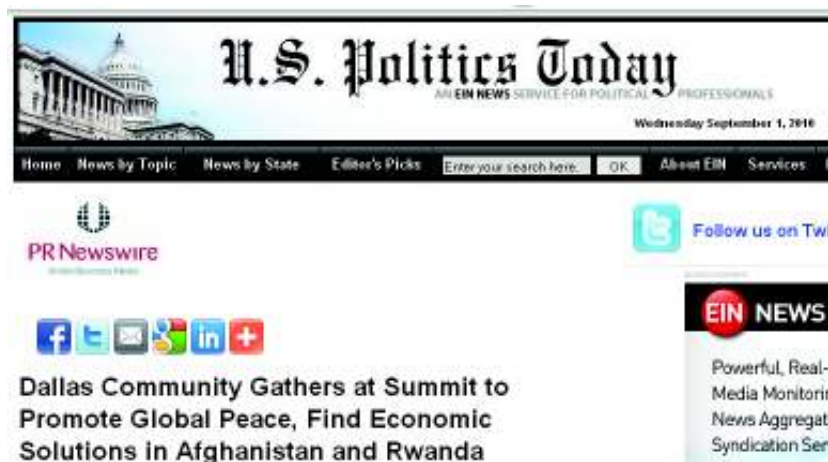 U.S. Politics Today
AN EIN NEWS SERVICE FOR POLITICAL PROFESSIONALS
Wednesday September 1, 2010
Home News by Topic News by State Editor's Picks Enter your search here. OK About EIN Services
PR Newswire
Follow us on Twi
EIN NEWS
Powerful, Real-
Media Monitorin
News Aggregat
Syndication Ser
Dallas Community Gathers at Summit to
Promote Global Peace, Find Economic
Solutions in Afghanistan and Rwanda